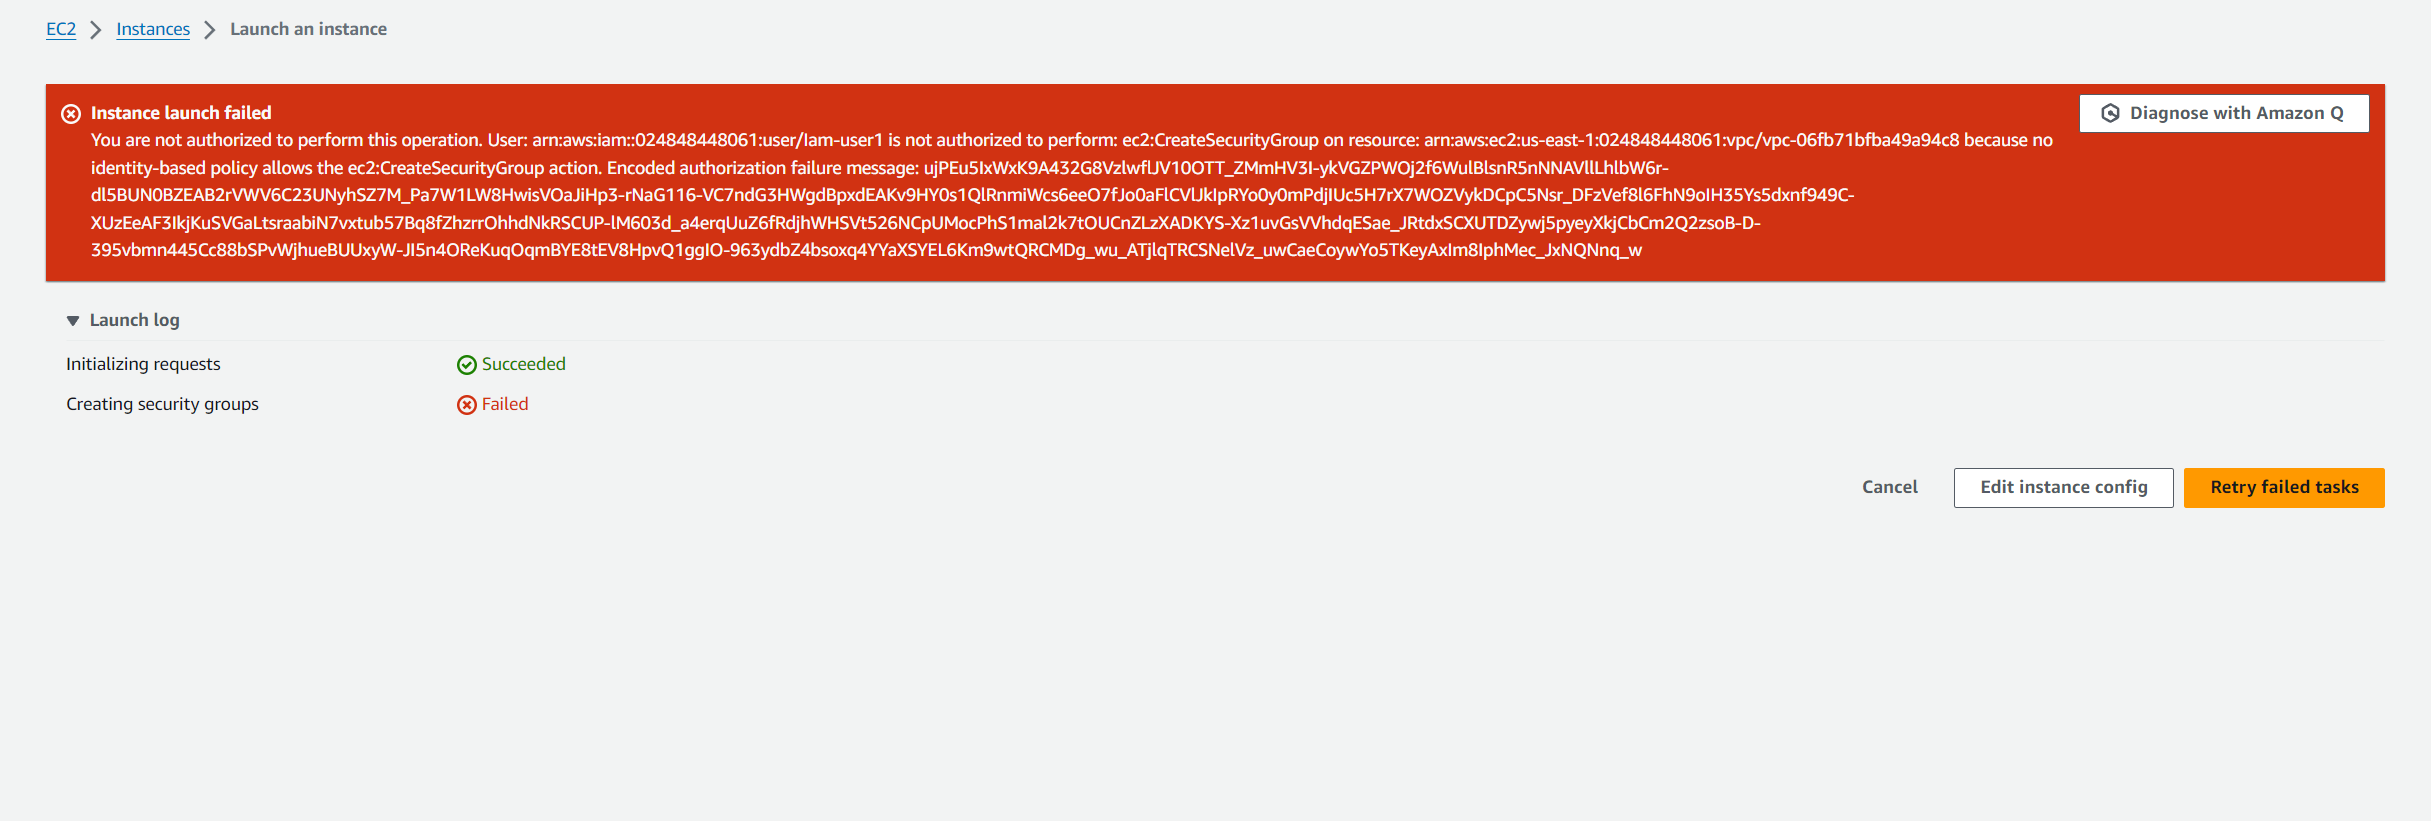 EC2 Instances Launch an instance
Instance launch failed
Diagnose with Amazon Q
You are not authorized to perform this operation. User: arn:aws:iam::024848448061:user/Iam-user1 is not authorized to perform: ec2:CreateSecurityGroup on resource: arn:aws:ec2:us-east-1:024848448061:vpc/vpc-06fb71bfba49a94c8 because no
identity-based policy allows the ec2:CreateSecurityGroup action. Encoded authorization failure message: ujPEu5IxWxK9A432G8VzlwflJV10OTT_ZMmHV3I-ykVGZPWOj2f6WulBlsnR5nNNAVllLhlbW6r-
dl5BUN0BZEAB2rVWV6C23UNyhSZ7M_Pa7W1LW8HwisVOaJiHp3-rNaG116-VC7ndG3HWgdBpxdEAKv9HY0s1QlRnmiWcs6eeO7fJo0aFlCVlJkIpRYo0y0mPdjIUc5H7rX7WOZVykDCpC5Nsr_DFzVef8l6FhN9oIH35Ys5dxnf949C-
XUzEeAF3IkjKuSVGaLtsraabiN7vxtub57Bq8fZhzrrOhhdNkRSCUP-lM603d_a4erqUuZ6fRdjhWHSVt526NCpUMocPhS1mal2k7tOUCnZLzXADKYS-Xz1uvGsVVhdqESae_JRtdxSCXUTDZywj5pyeyXkjCbCm2Q2zsoB-D-
395vbmn445Cc88bSPvWjhueBUUxyW-JI5n4OReKuqOqmBYE8tEV8HpvQ1ggIO-963ydbZ4bsoxq4YYaXSYEL6Km9wtQRCMDg_wu_ATjlqTRCSNelVz_uwCaeCoywYo5TKeyAxIm8IphMec_JxNQNnq_w
Launch log
Initializing requests Succeeded
Creating security groups Failed
Cancel Edit instance config Retry failed tasks